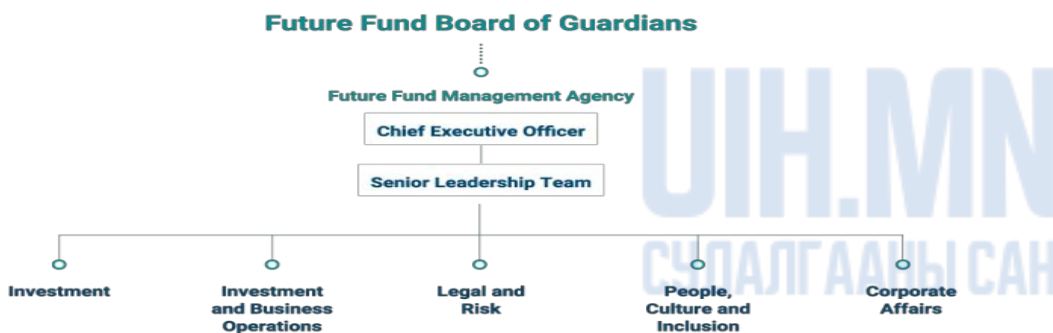 Future Fund Board of Guardians
Future Fund Management Agency
Chief Executive Officer
Senior Leadership Team
Investment
Investment
and Business
Operations
Legal and
Risk
People,
Culture and
Inclusion
Corporate
Affairs
UIH.MN
СУДАЛГААНЫ САН